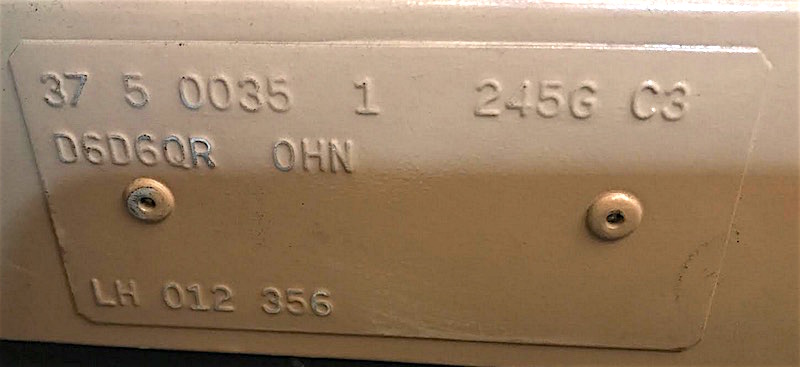 37 5 0035 1 245G C3
D6D6QR OHN
LH 012 356